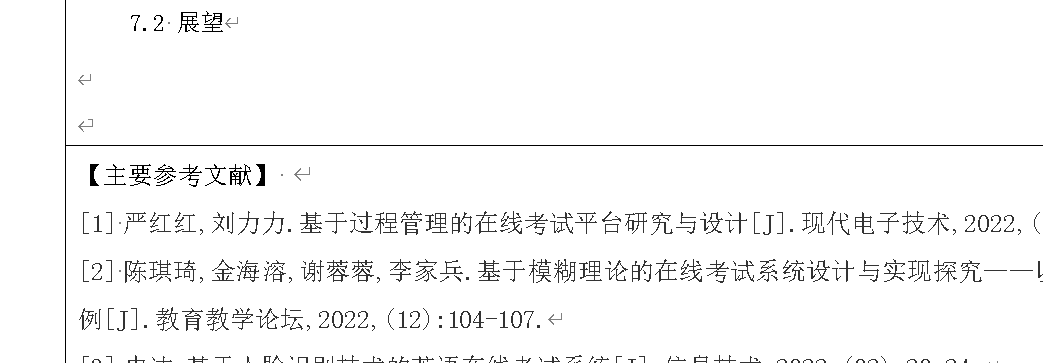 7.2 展望
【主要参考文献】
[1] 严红红,刘力力.基于过程管理的在线考试平台研究与设计[J].现代电子技术,2022,(
[2] 陈琪琦,金海溶,谢蓉蓉,李家兵.基于模糊理论的在线考试系统设计与实现探究——以
例[J].教育教学论坛,2022,(12):104-107.